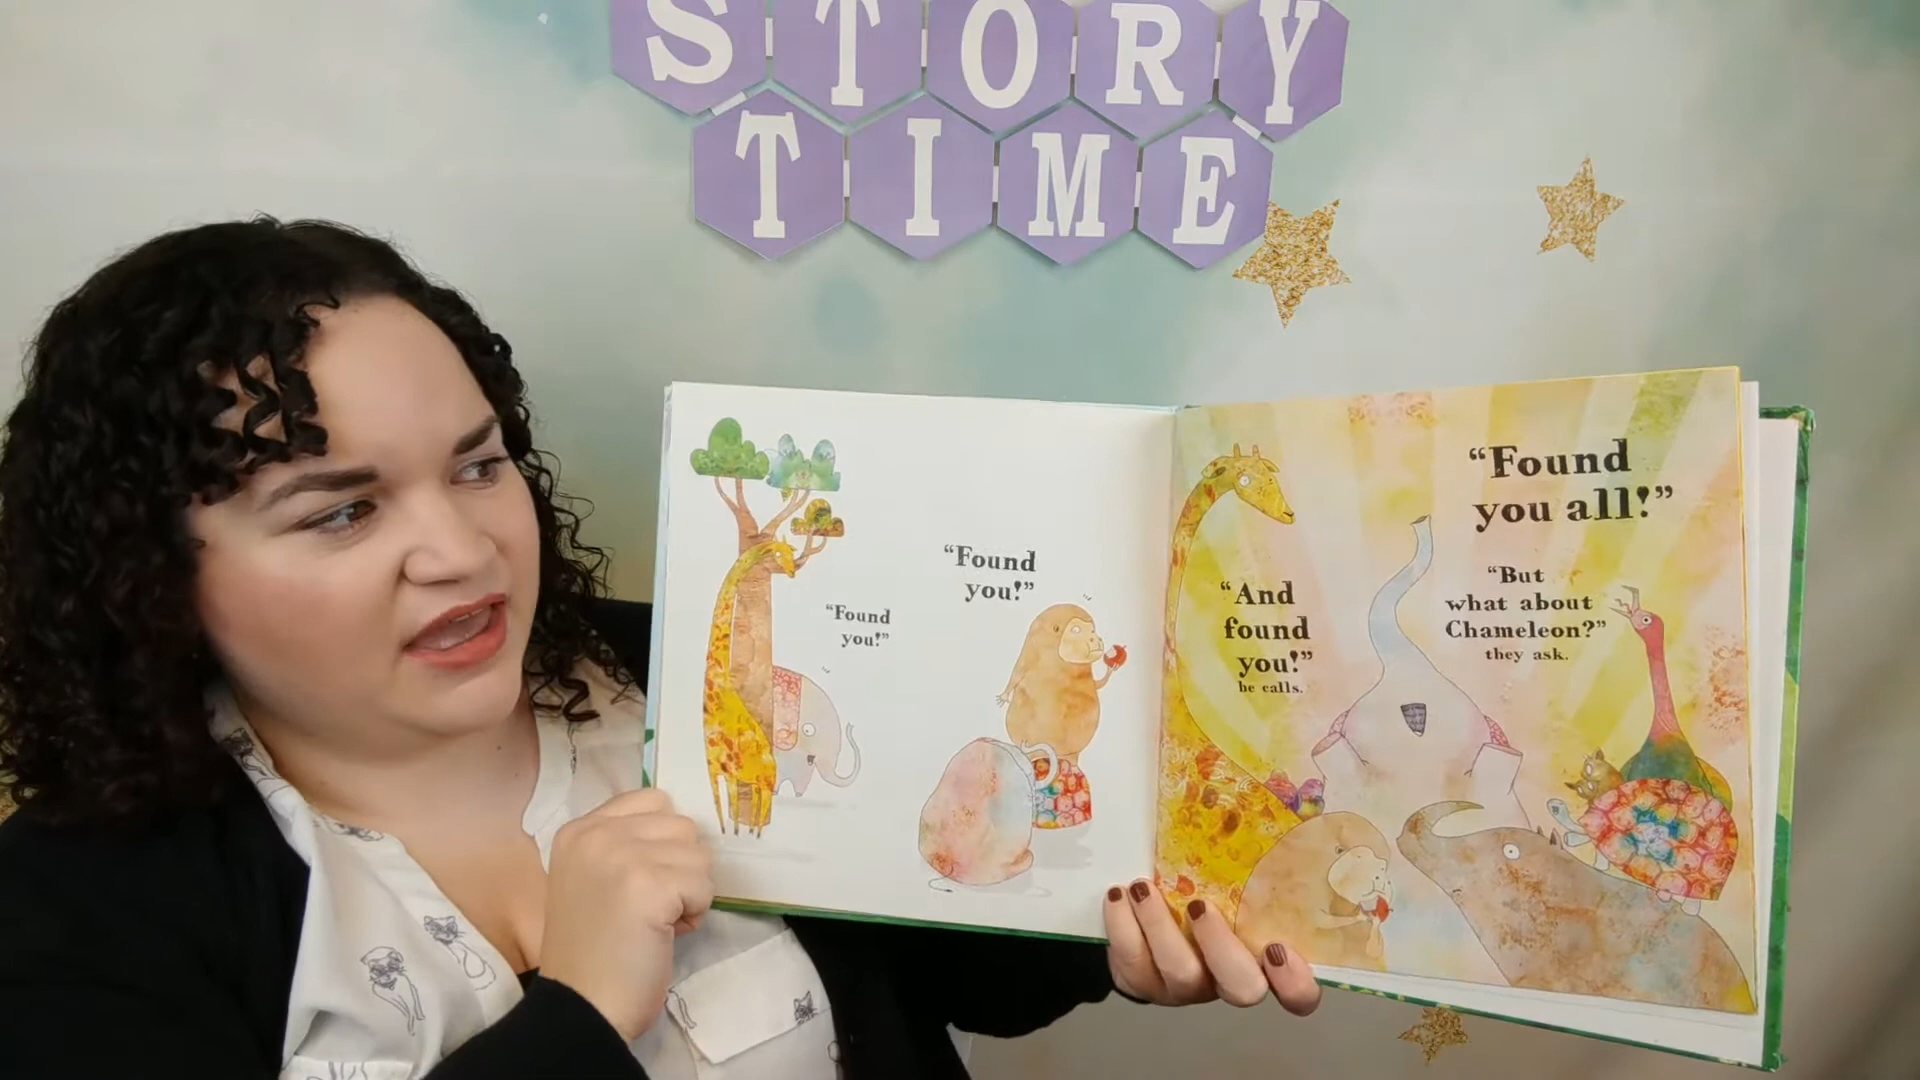 STORY
TIME
"Found
you!"
"Found
you!"
"And
found
you!"
he calls.
"Found
you all!"
"But
what about
Chameleon?"
they ask.